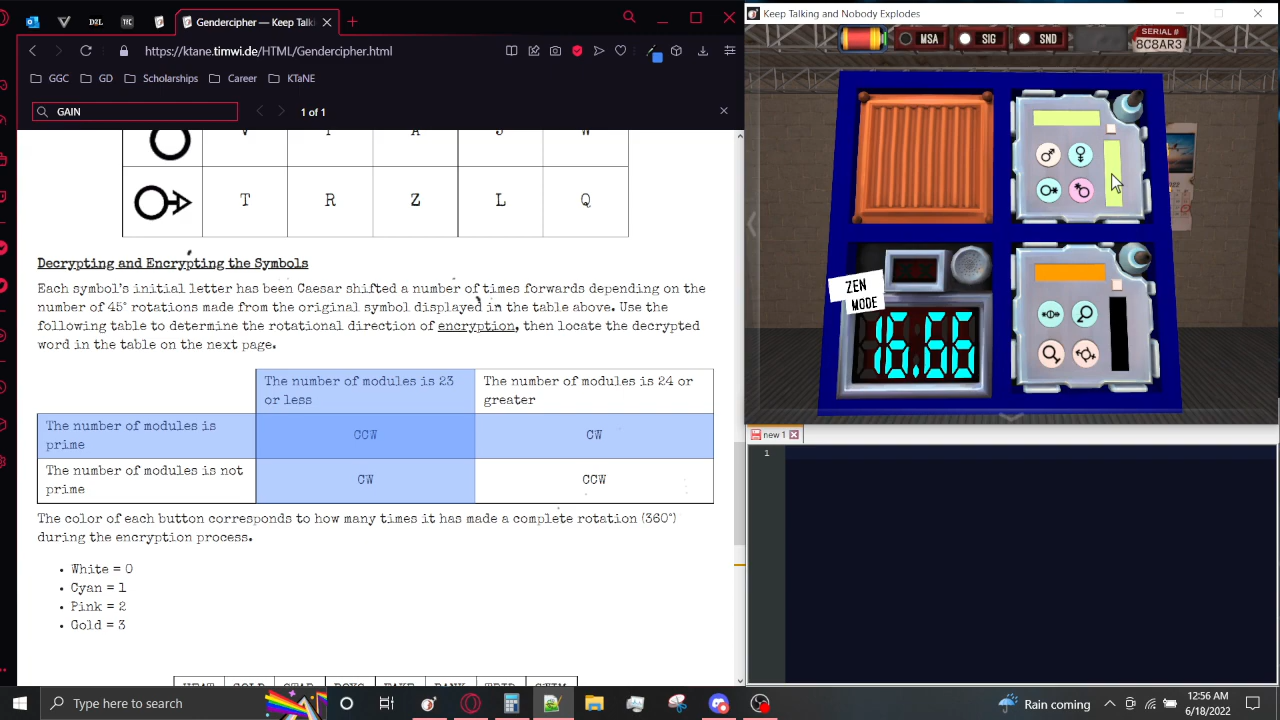 Gendercipher — Keep Talk
Keep Talking and Nobody Explodes
https://ktane.timwi.de/HTML/Gendercipher.html
GGC
GD
Scholarships
Career
KTaNE
GAIN
1 of 1
MSA
SIG
SND
SERIAL #
8C8AR3
T R Z L Q
Decrypting and Encrypting the Symbols
Each symbol's initial letter has been Caesar shifted a number of times forwards depending on the
number of 45° rotations made from the original symbol displayed in the table above. Use the
following table to determine the rotational direction of encryption, then locate the decrypted
word in the table on the next page.
The number of modules is 23
or less
The number of modules is 24 or
greater
The number of modules is
prime
CCW
CW
The number of modules is not
prime
CW
CCW
The color of each button corresponds to how many times it has made a complete rotation (360°)
during the encryption process.
• White = 0
• Cyan = 1
• Pink = 2
• Gold = 3
ZEN
MODE
new 1
1
Type here to search
Rain coming
12:56 AM
6/18/2022